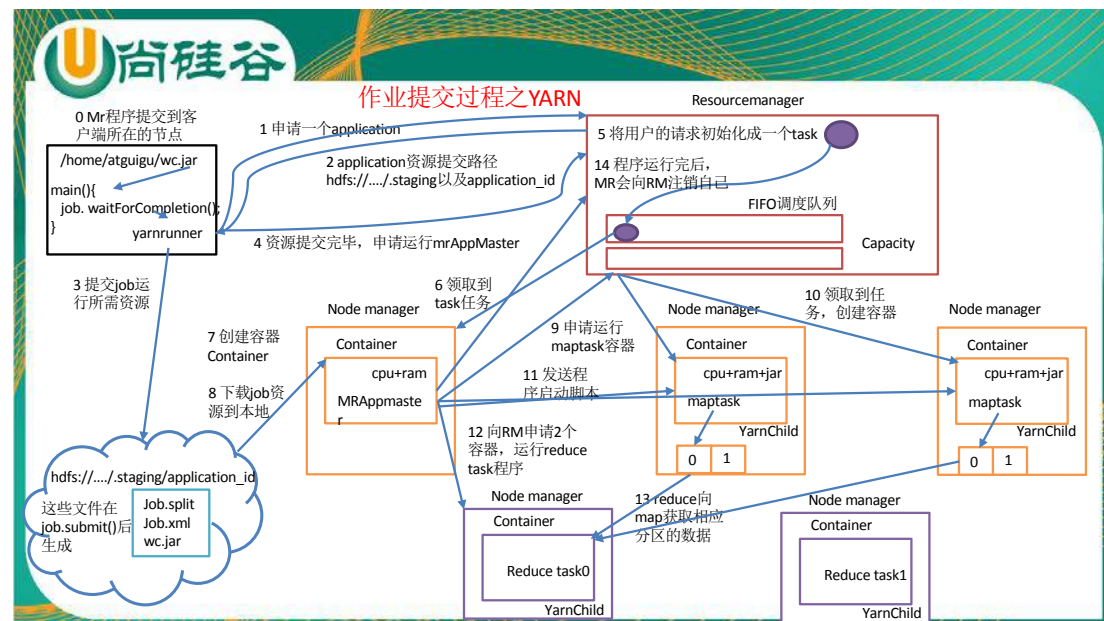 U尚硅谷
作业提交过程之YARN
0 Mr程序提交到客
户端所在的节点
/home/atguigu/wc.jar
main(){
job. waitForCompletion();
}
yarnrunner
1 申请一个application
2 application资源提交路径
hdfs://..../.staging以及application_id
4 资源提交完毕，申请运行mrAppMaster
Resourcemanager
5 将用户的请求初始化成一个task
14 程序运行完后，
MR会向RM注销自己
FIFO调度队列
Capacity
3 提交job运
行所需资源
6 领取到
task任务
7 创建容器
Container
8 下载job资
源到本地
Node manager
Container
cpu+ram
MRAppmaste
r
9 申请运行
maptask容器
10 领取到任
务，创建容器
11 发送程
序启动脚本
12 向RM申请2个
容器，运行reduce
task程序
Node manager
Container
cpu+ram+jar
maptask
YarnChild
0
1
Node manager
Container
cpu+ram+jar
maptask
YarnChild
0
1
hdfs://..../.staging/application_id
这些文件在
job.submit()后
生成
Job.split
Job.xml
wc.jar
13 reduce向
map获取相应
分区的数据
Node manager
Container
Reduce task0
YarnChild
Node manager
Container
Reduce task1
YarnChild